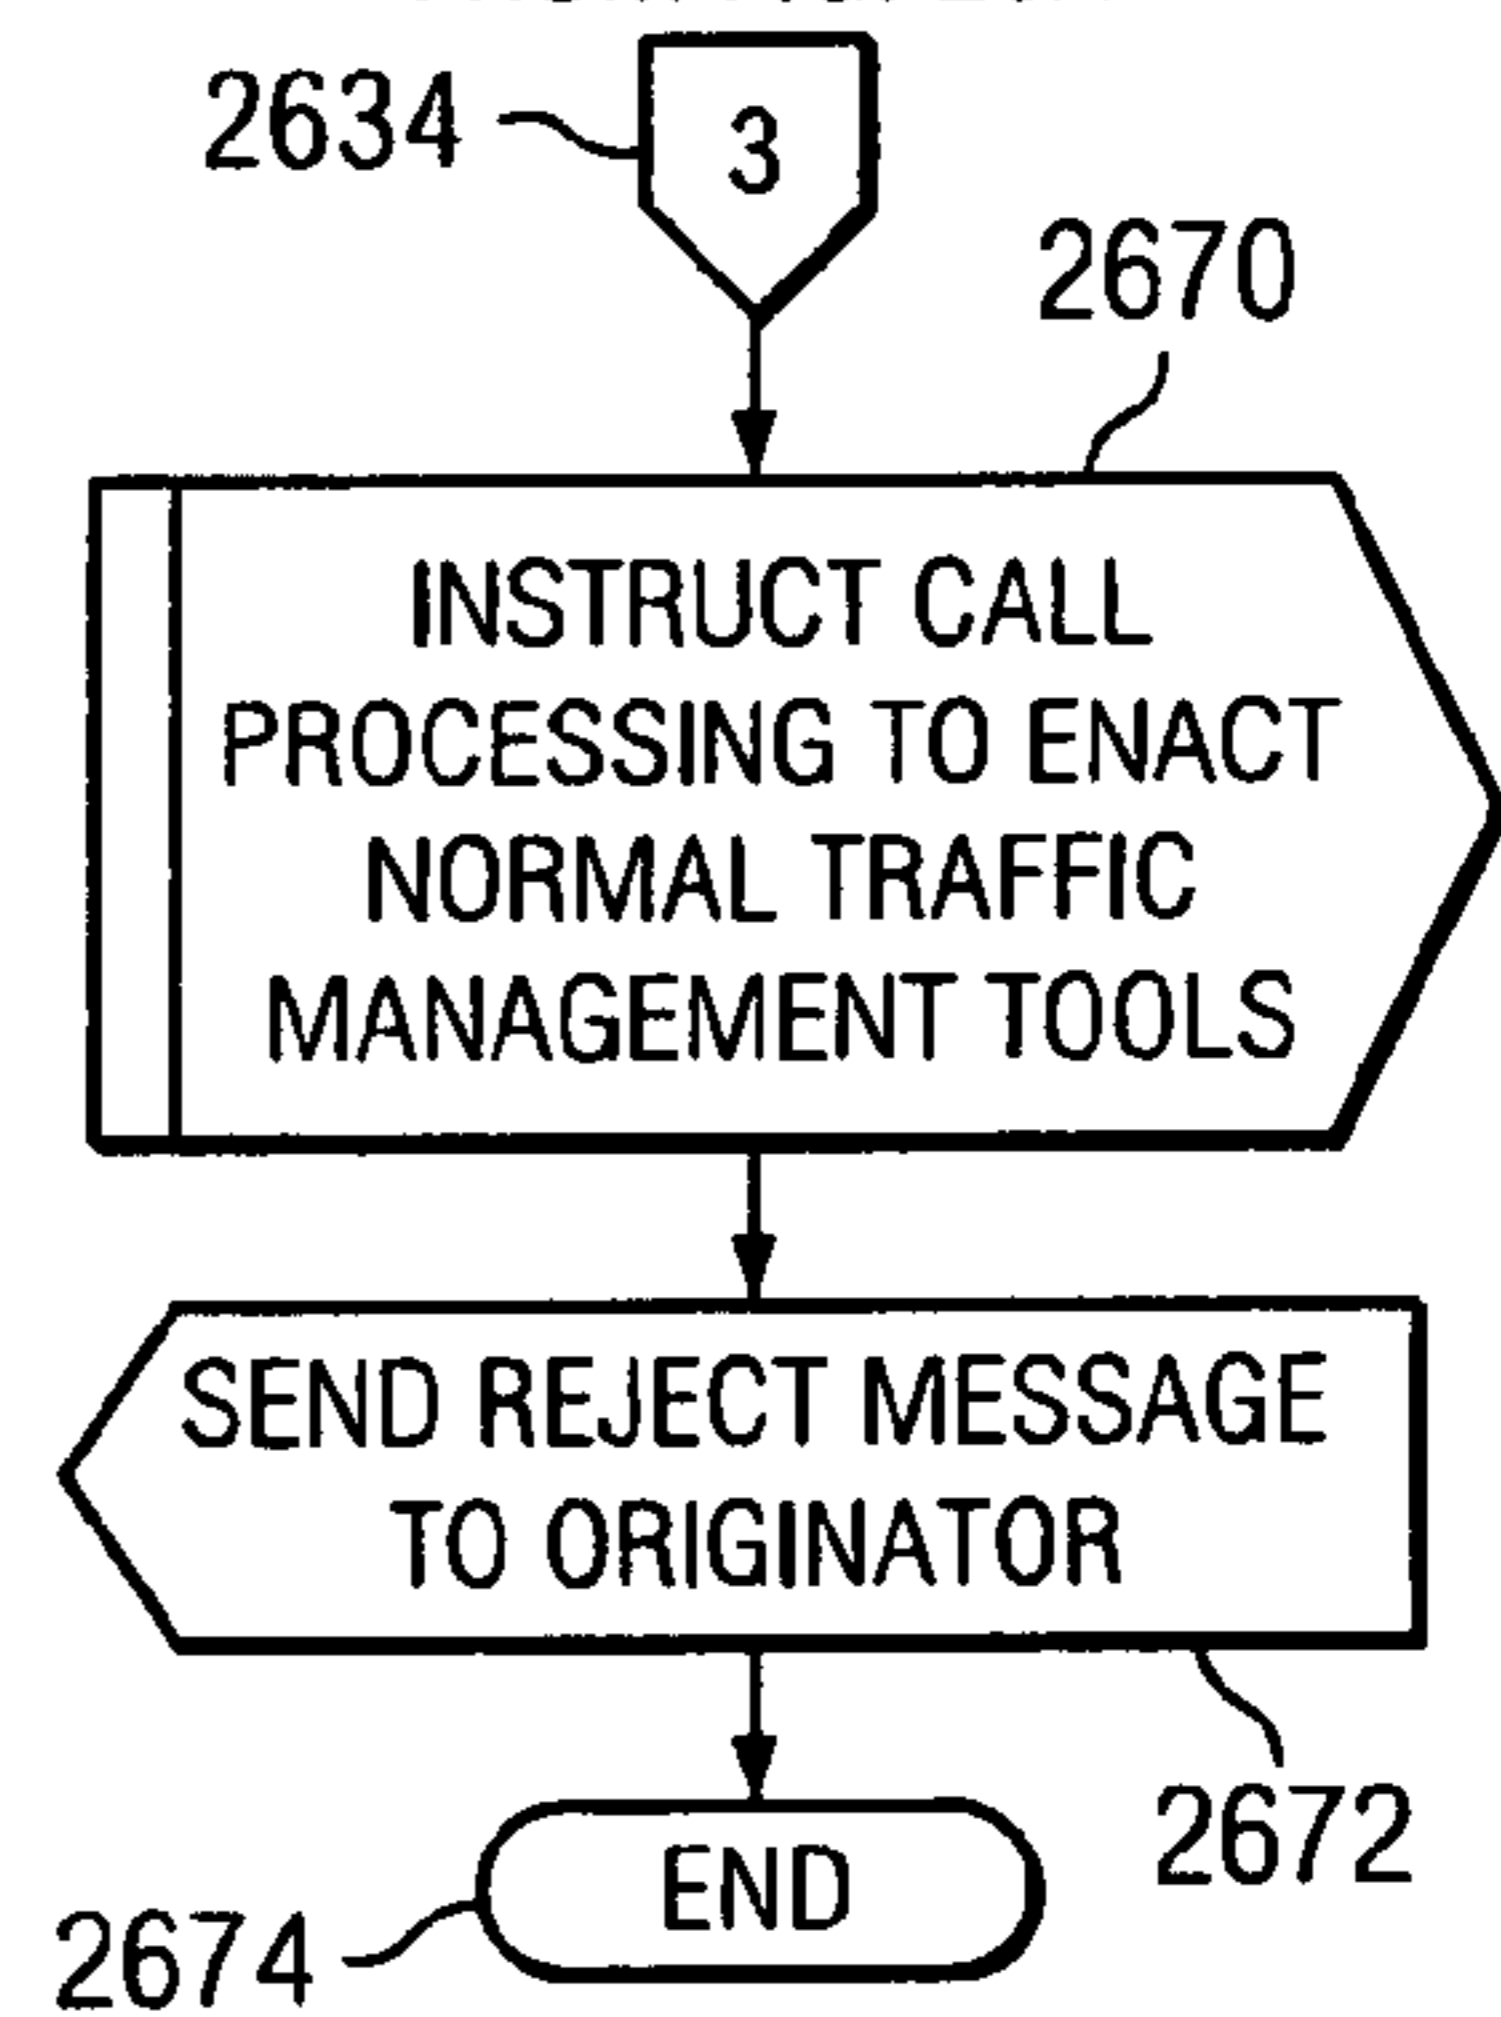 2634
3
2670
INSTRUCT CALL
PROCESSING TO ENACT
NORMAL TRAFFIC
MANAGEMENT TOOLS
SEND REJECT MESSAGE
TO ORIGINATOR
2672
END
2674